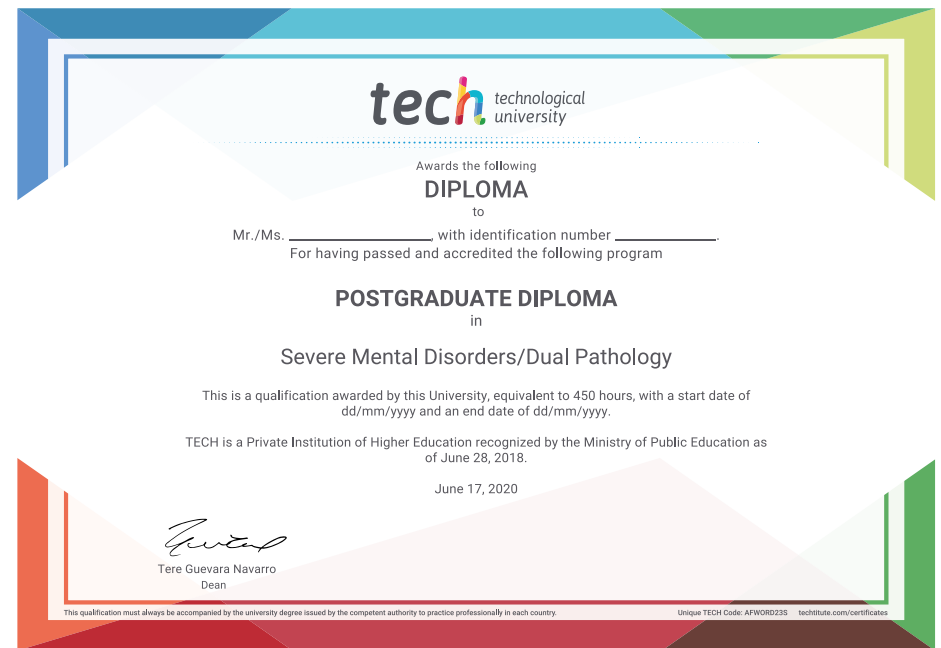 tech technological
university
Awards the following
DIPLOMA
to
Mr./Ms. ________________, with identification number ____________.
For having passed and accredited the following program
POSTGRADUATE DIPLOMA
in
Severe Mental Disorders/Dual Pathology
This is a qualification awarded by this University, equivalent to 450 hours, with a start date of
dd/mm/yyyy and an end date of dd/mm/yyyy.
TECH is a Private Institution of Higher Education recognized by the Ministry of Public Education as
of June 28, 2018.
June 17, 2020
Tere Guevara Navarro
Dean
This qualification must always be accompanied by the university degree issued by the competent authority to practice professionally in each country.
Unique TECH Code: AFWORD23S techtitute.com/certificates